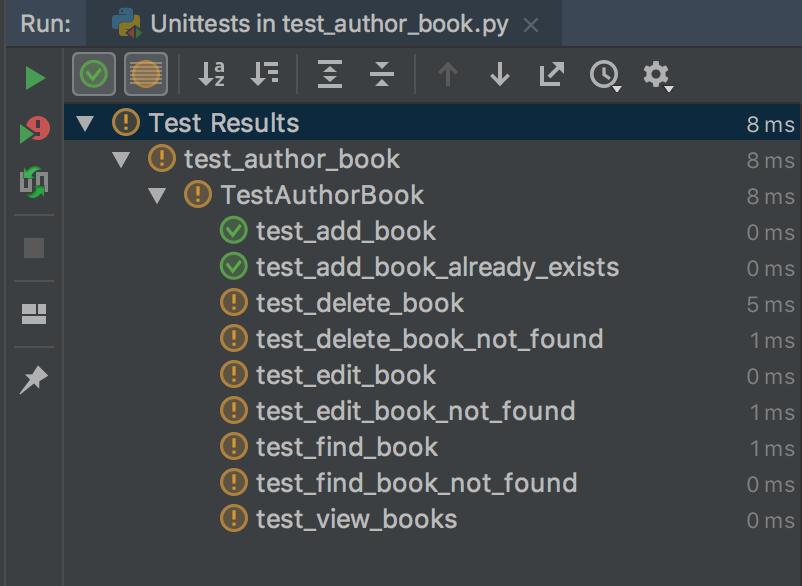 Run: Unittests in test_author_book.py
Test Results 8 ms
test_author_book 8 ms
TestAuthorBook 8 ms
test_add_book 0 ms
test_add_book_already_exists 0 ms
test_delete_book 5 ms
test_delete_book_not_found 1 ms
test_edit_book 0 ms
test_edit_book_not_found 1 ms
test_find_book 1 ms
test_find_book_not_found 0 ms
test_view_books 0 ms